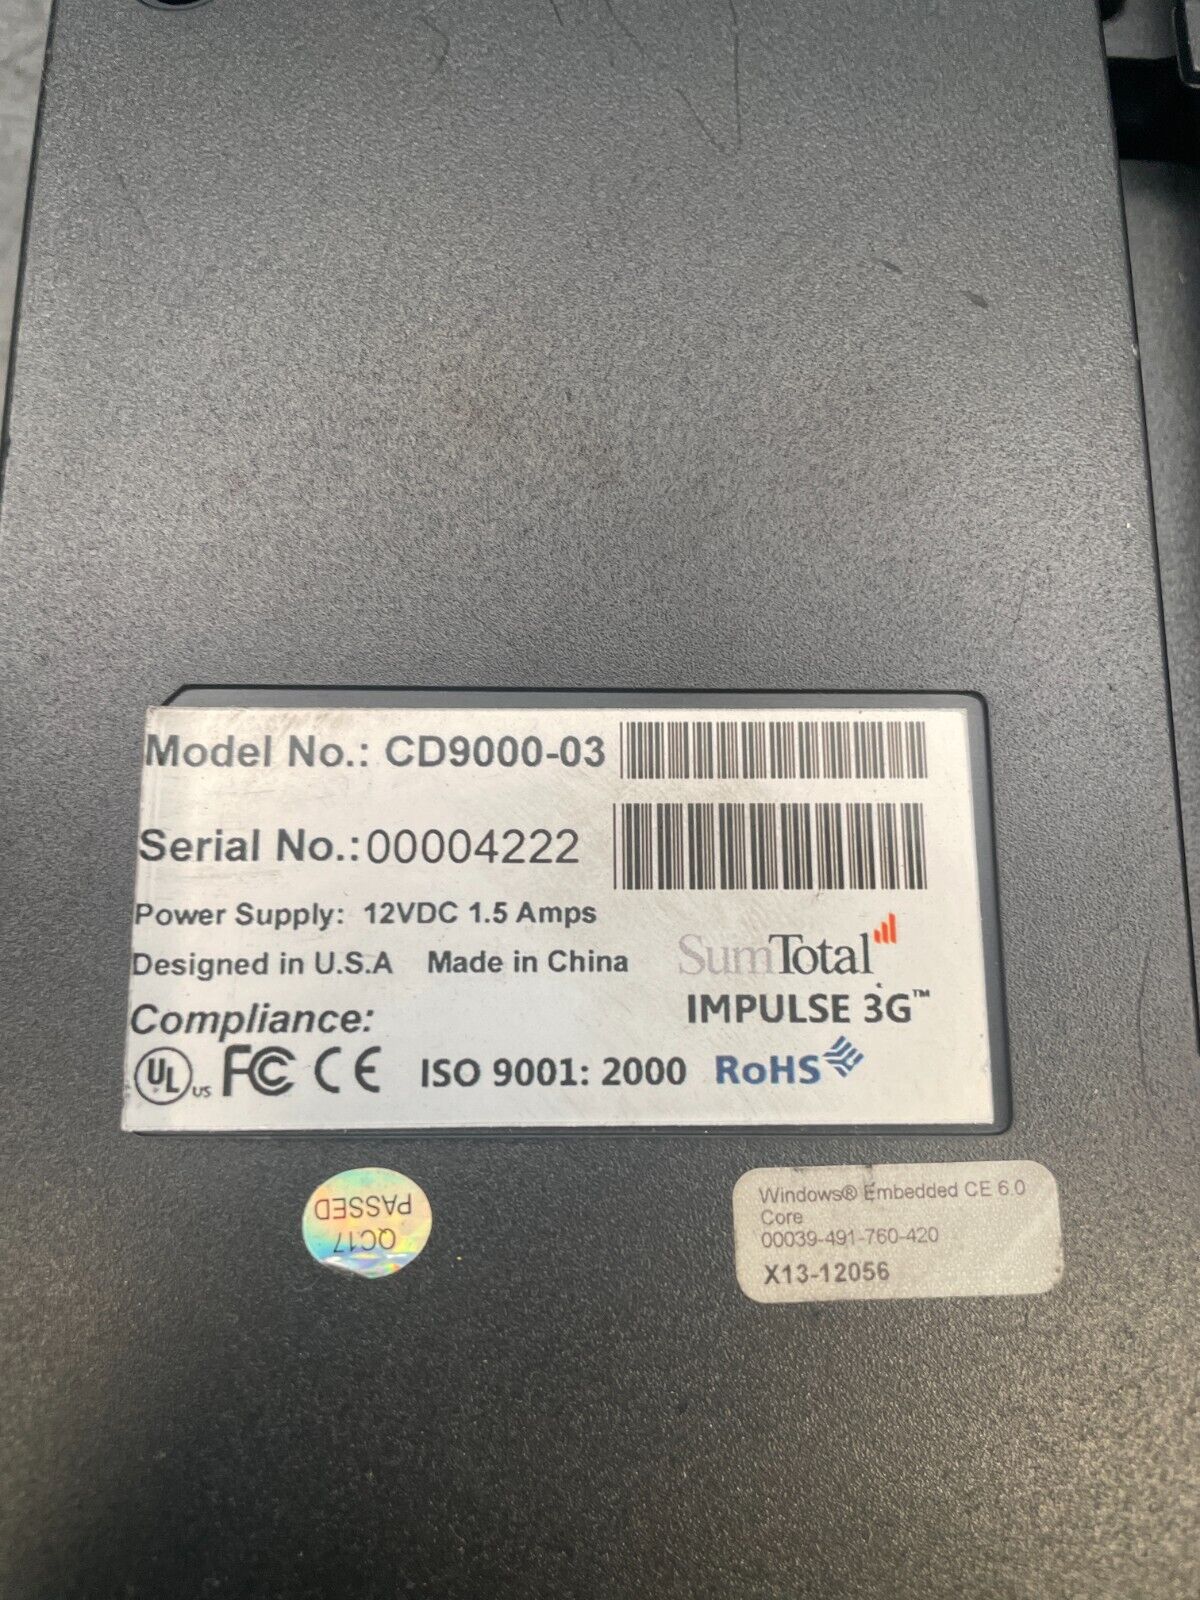 Model No.: CD9000-03
Serial No.:00004222
Power Supply: 12VDC 1.5 Amps
Designed in U.S.A Made in China
SumTotal
IMPULSE 3G™
Compliance:
UL US FC CE ISO 9001: 2000 RoHS
QC17
PASSED
Windows® Embedded CE 6.0
Core
00039-491-760-420
X13-12056